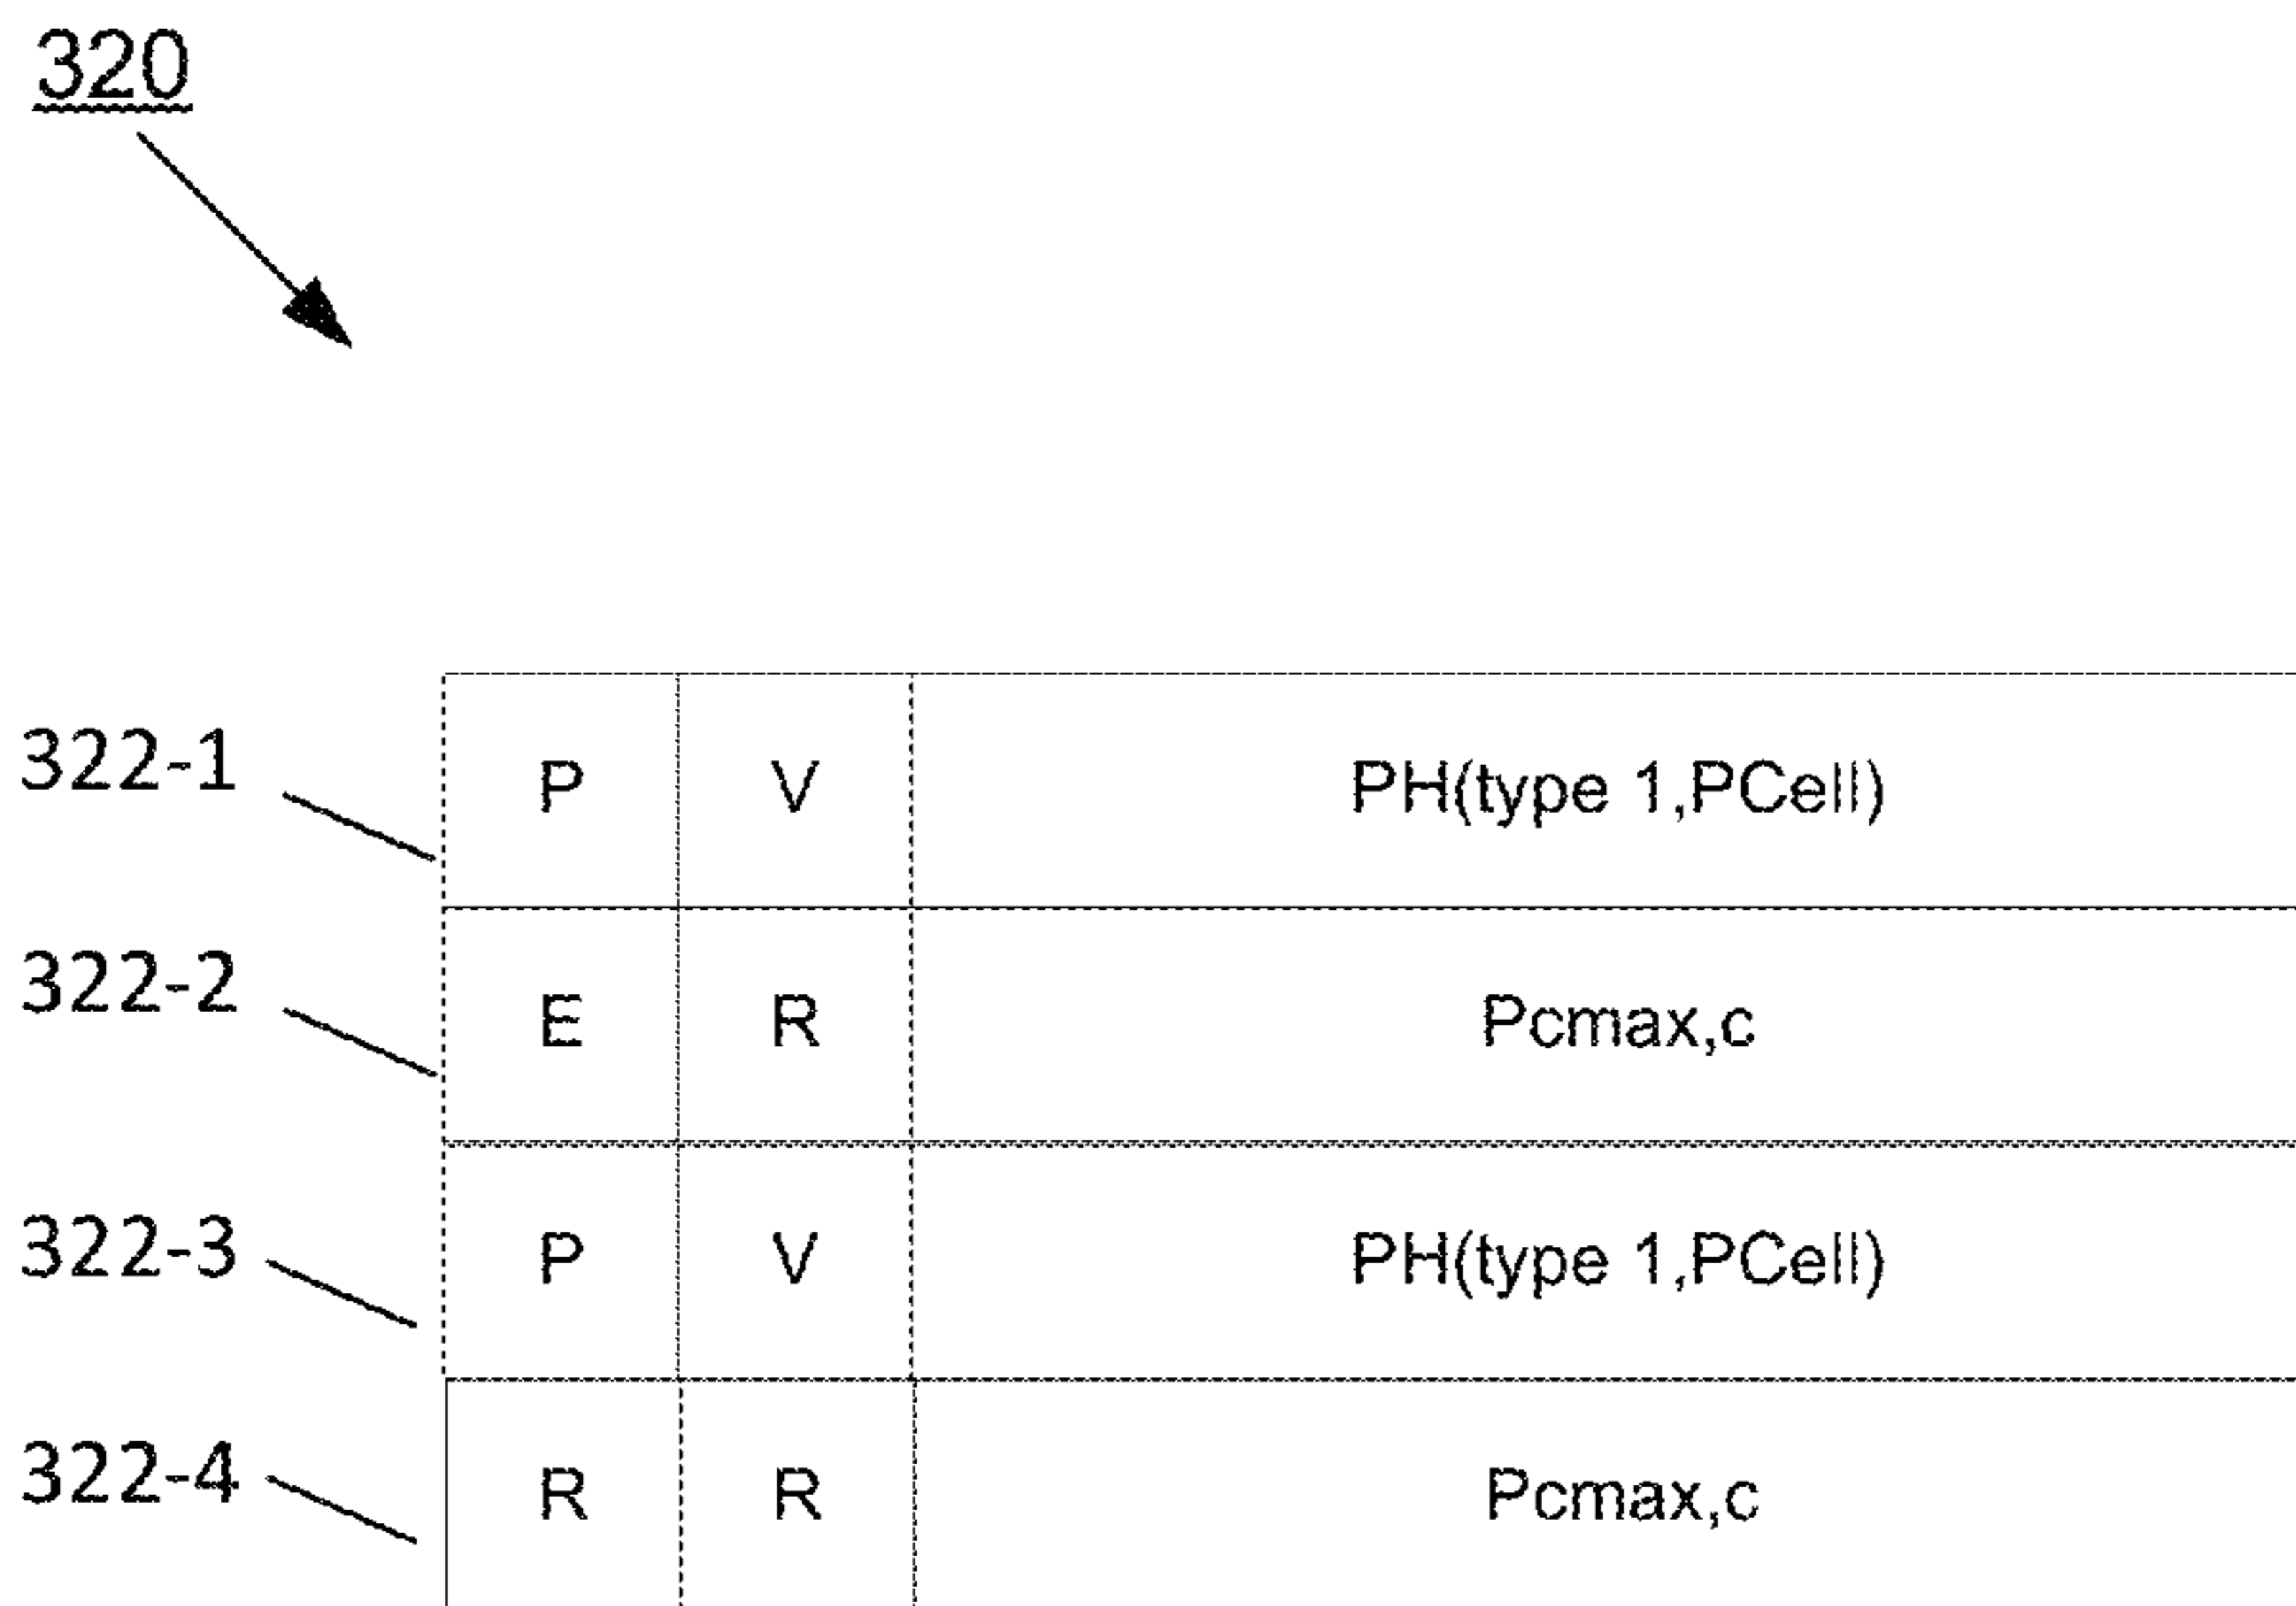 320
322-1 P V PH(type 1,PCell)
322-2 E R Pcmax,c
322-3 P V PH(type 1,PCell)
322-4 R R Pcmax,c